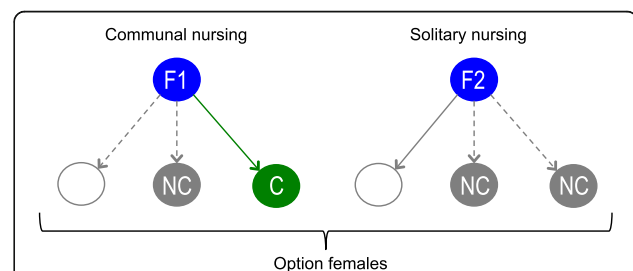 Communal nursing
Solitary nursing
F1
F2
NC
C
NC
NC
Option females